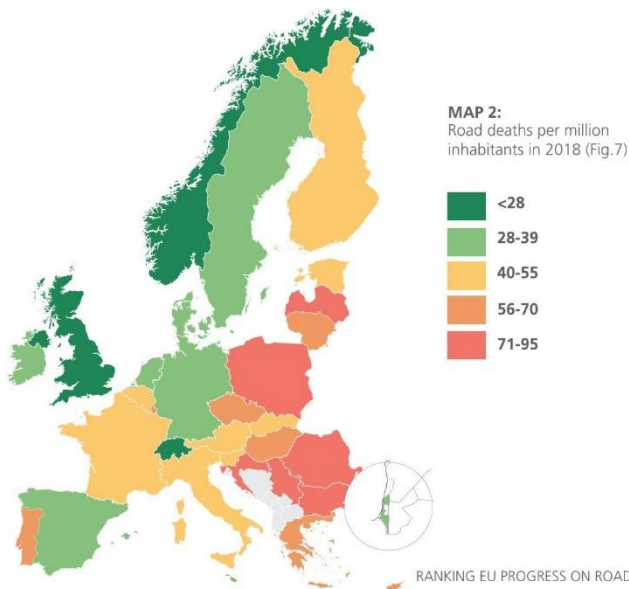 MAP 2:
Road deaths per million
inhabitants in 2018 (Fig.7)
<28
28-39
40-55
56-70
71-95
RANKING EU PROGRESS ON ROAD